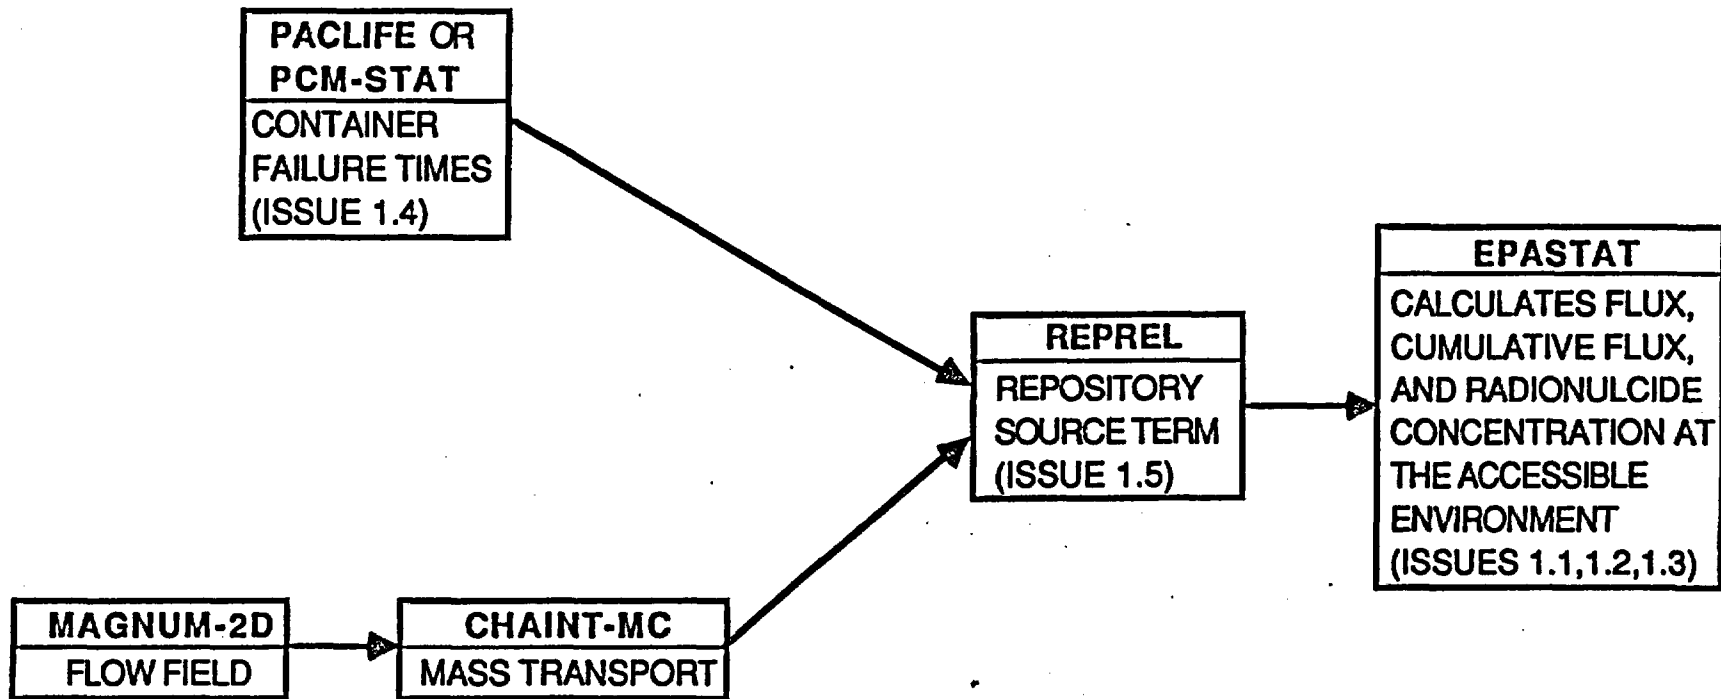 PACLIFE OR
PCM-STAT
CONTAINER
FAILURE TIMES
(ISSUE 1.4)
EPASTAT
CALCULATES FLUX,
CUMULATIVE FLUX,
AND RADIONULCIDE
CONCENTRATION AT
THE ACCESSIBLE
ENVIRONMENT
(ISSUES 1.1,1.2,1.3)
REPREL
REPOSITORY
SOURCE TERM
(ISSUE 1.5)
MAGNUM-2D
FLOW FIELD
CHAINT-MC
MASS TRANSPORT